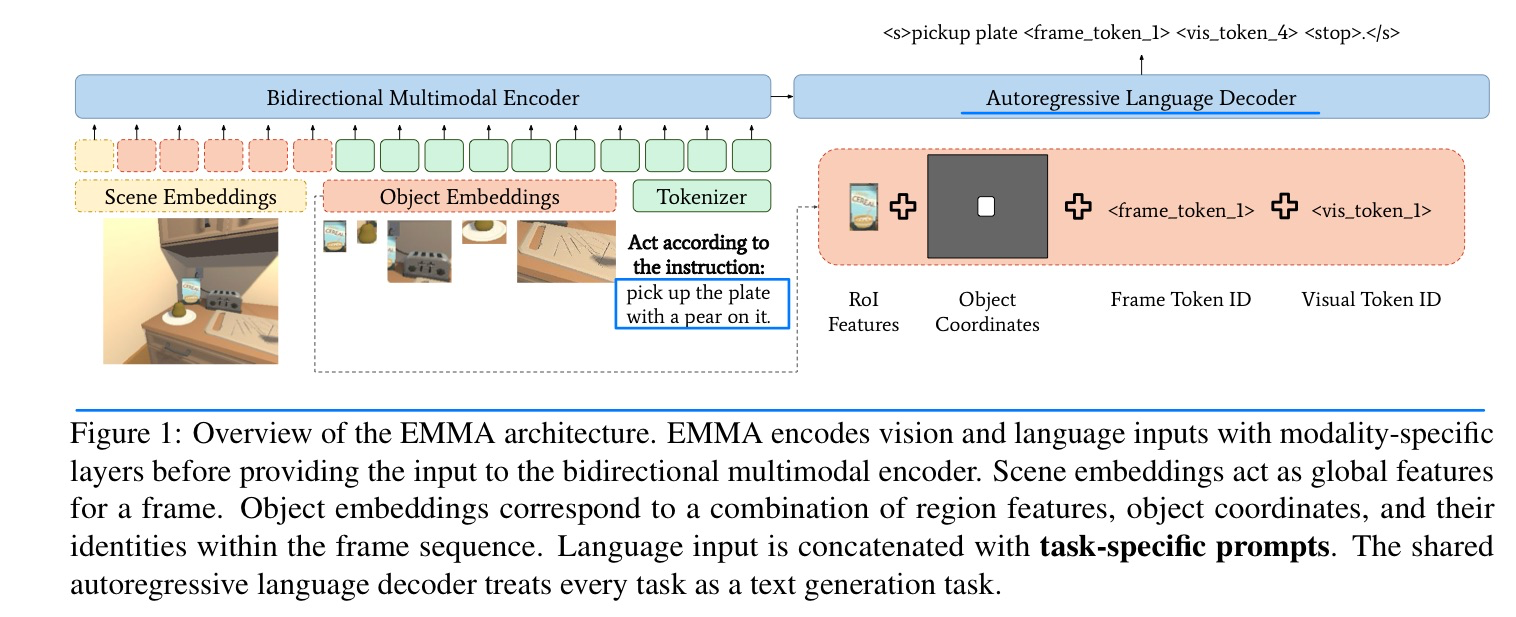 <s>pickup plate <frame_token_1> <vis_token_4> <stop>.</s>
Bidirectional Multimodal Encoder
Autoregressive Language Decoder
Scene Embeddings
Object Embeddings
Tokenizer
CEREAL
Act according to
the instruction:
pick up the plate
with a pear on it.
CEREAL
<frame_token_1>
<vis_token_1>
RoI
Features
Object
Coordinates
Frame Token ID
Visual Token ID
Figure 1: Overview of the EMMA architecture. EMMA encodes vision and language inputs with modality-specific
layers before providing the input to the bidirectional multimodal encoder. Scene embeddings act as global features
for a frame. Object embeddings correspond to a combination of region features, object coordinates, and their
identities within the frame sequence. Language input is concatenated with task-specific prompts. The shared
autoregressive language decoder treats every task as a text generation task.